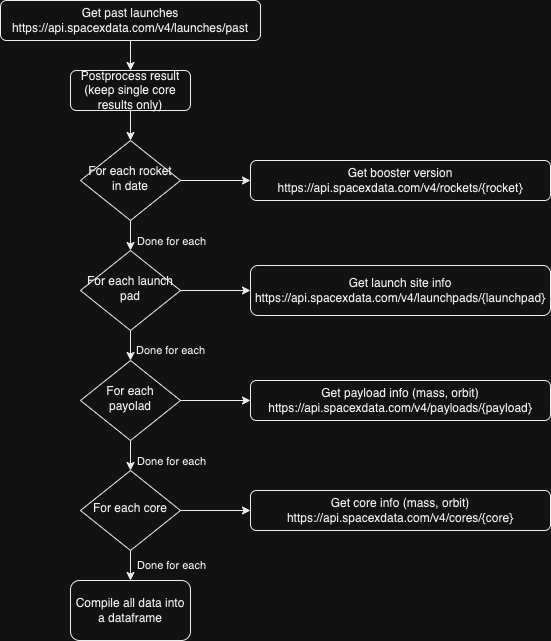 Get past launches
https://api.spacexdata.com/v4/launches/past
Postprocess result
(keep single core
results only)
For each rocket
in date
Get booster version
https://api.spacexdata.com/v4/rockets/{rocket}
Done for each
For each launch
pad
Get launch site info
https://api.spacexdata.com/v4/launchpads/{launchpad}
Done for each
For each
payolad
Get payload info (mass, orbit)
https://api.spacexdata.com/v4/payloads/{payload}
Done for each
For each core
Get core info (mass, orbit)
https://api.spacexdata.com/v4/cores/{core}
Done for each
Compile all data into
a dataframe